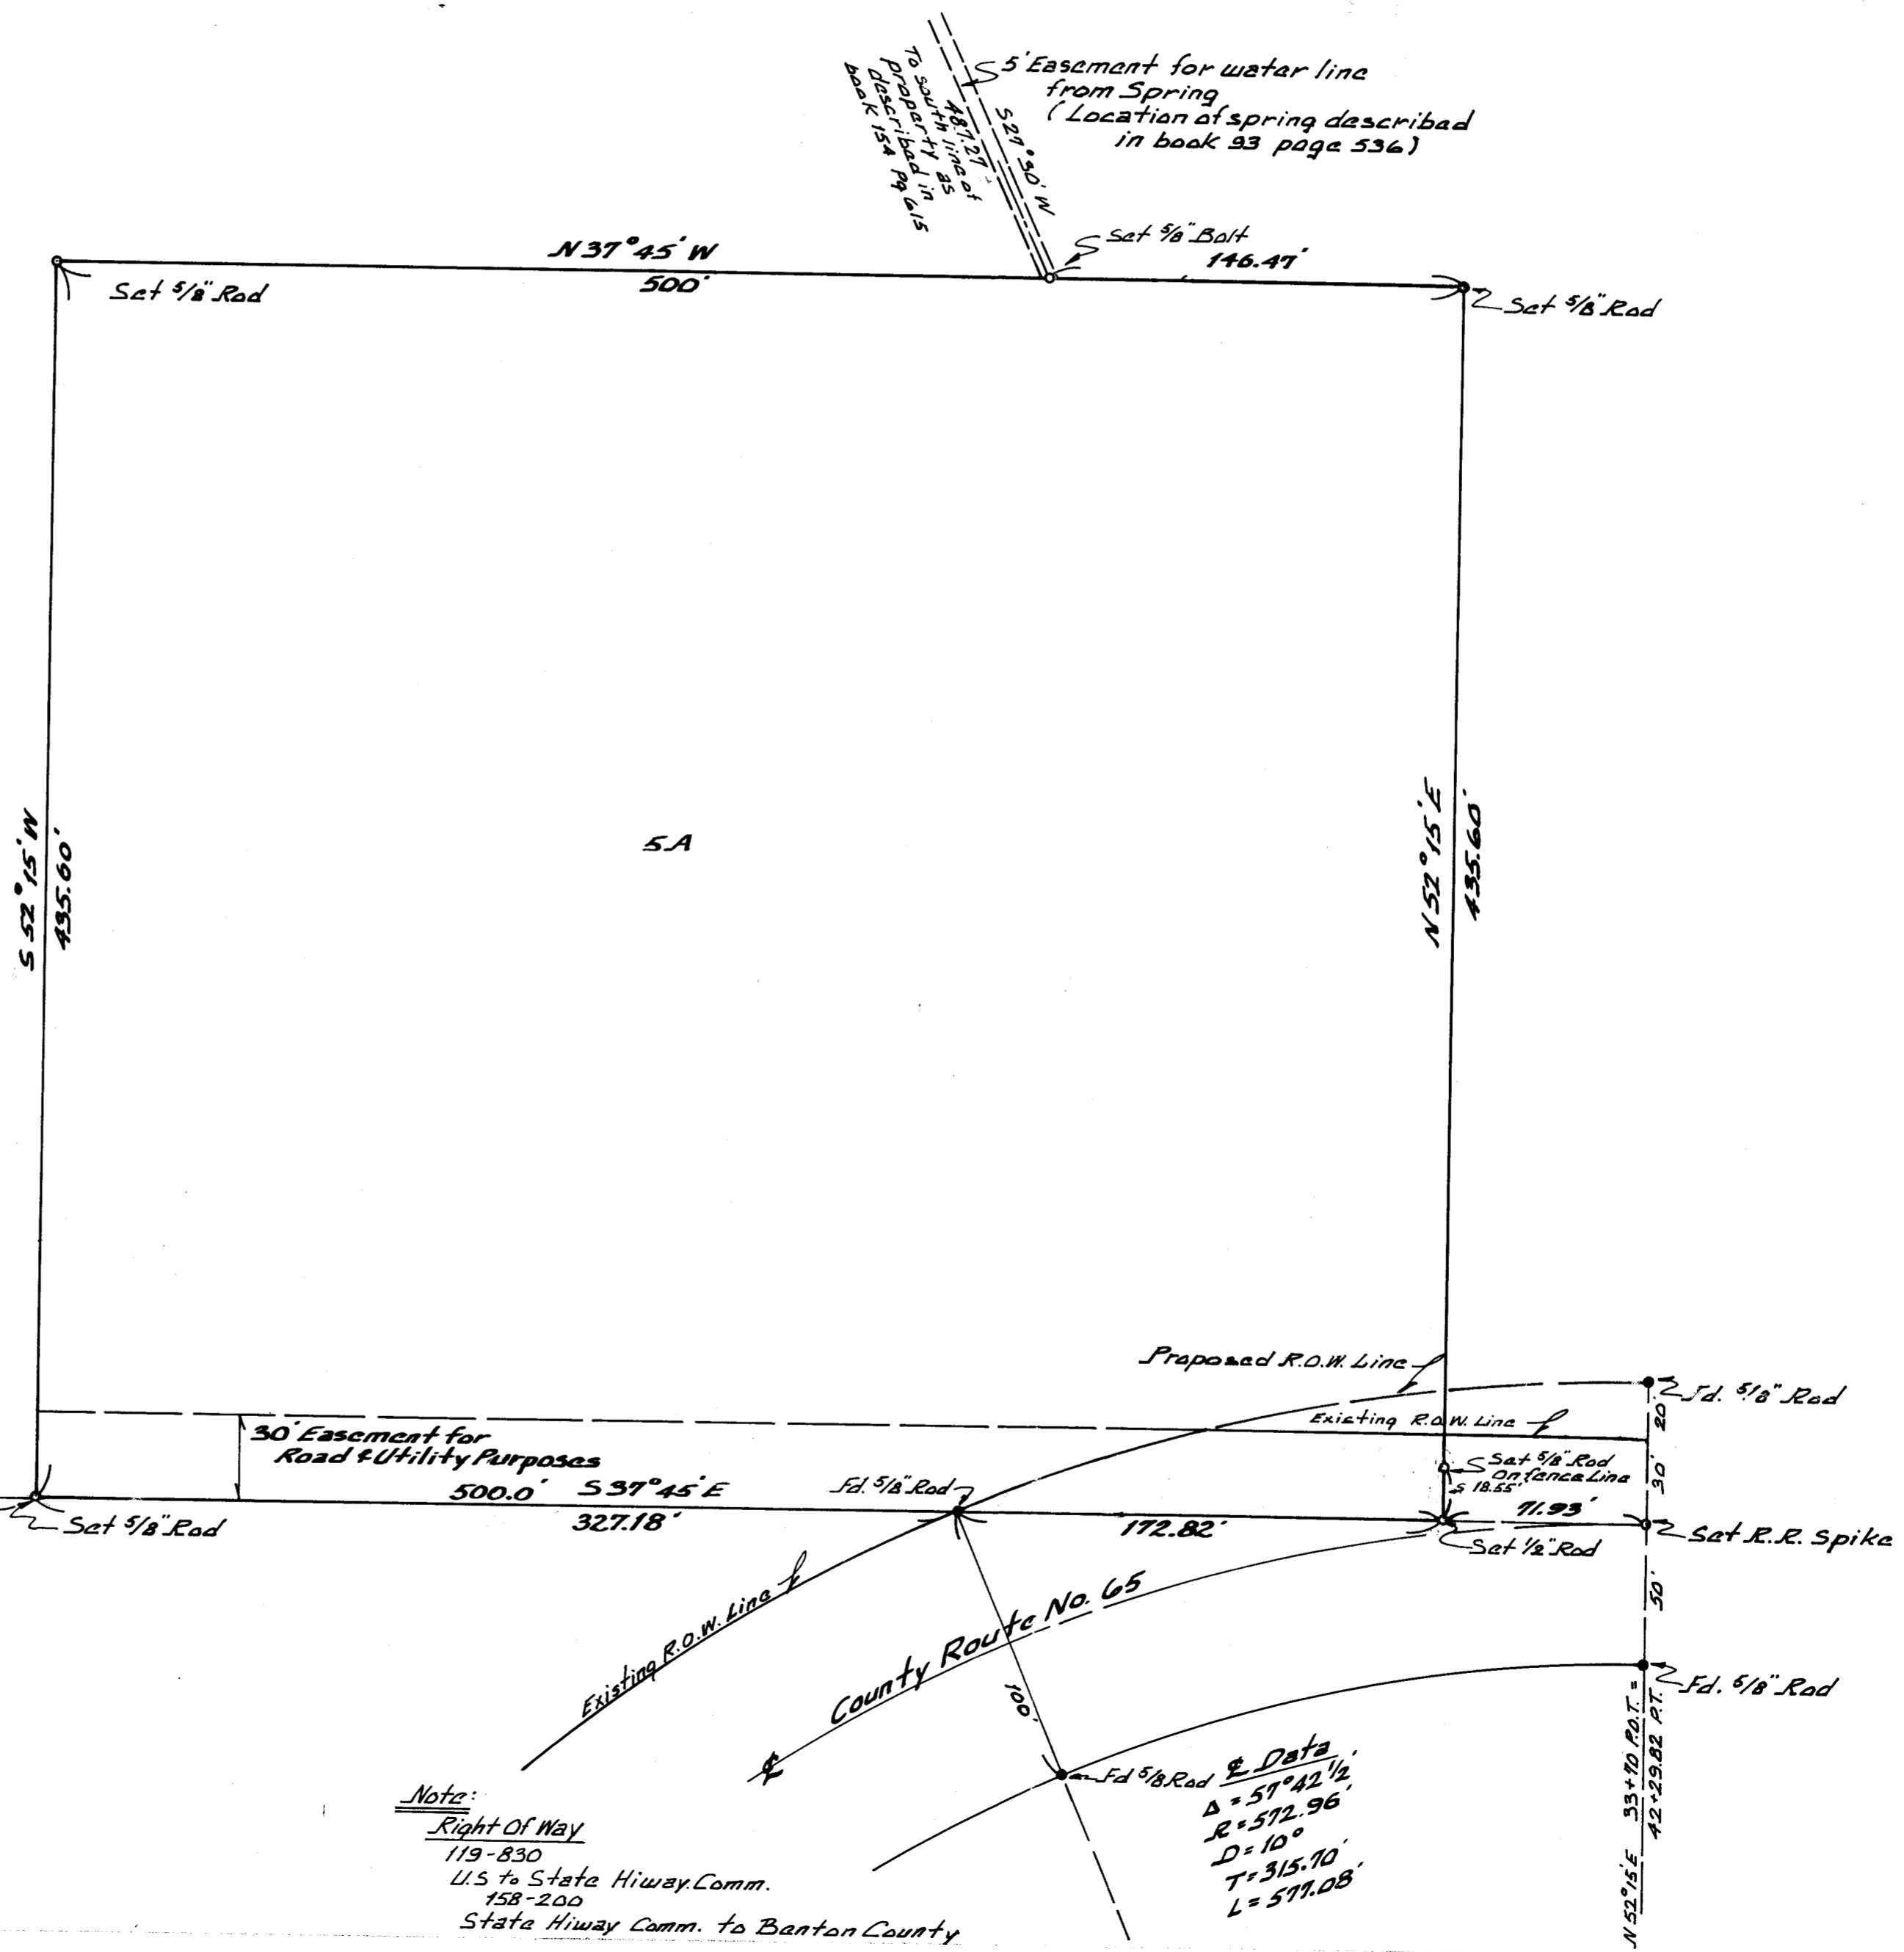 5' Easement for water line
from Spring
(Location of spring described
in book 93 page 536)
S27°30'W
487.27
To south line of
property as
described in
book 154 Pg 615
Set 5/8" Bolt
N37°45'W
500'
146.47'
Set 5/8" Rod
Set 5/8" Rod
S52°15'W
435.60'
5A
N52°15'E
435.60'
Proposed R.O.W. Line
Fd. 5/8" Rod
20'
Existing R.O.W. Line
30' Easement for
Road & Utility Purposes
Set 5/8" Rod
On fence Line
S 18.55'
30'
500.0' S37°45'E
Fd. 5/8" Rod
71.93'
Set 5/8" Rod
327.18'
172.82'
Set 1/2" Rod
Set R.R. Spike
50'
Existing R.O.W. Line
County Route No. 65
℄
100'
Fd. 5/8" Rod
Fd 5/8 Rod
℄ Data
Δ = 57°42 1/2'
R = 572.96'
D = 10°
T = 315.70'
L = 577.08'
N52°15'E 33+70 P.O.T. =
42+29.82 P.T.
Note:
Right Of Way
119-830
U.S to State Hiway.Comm.
158-200
State Hiway Comm. to Benton County